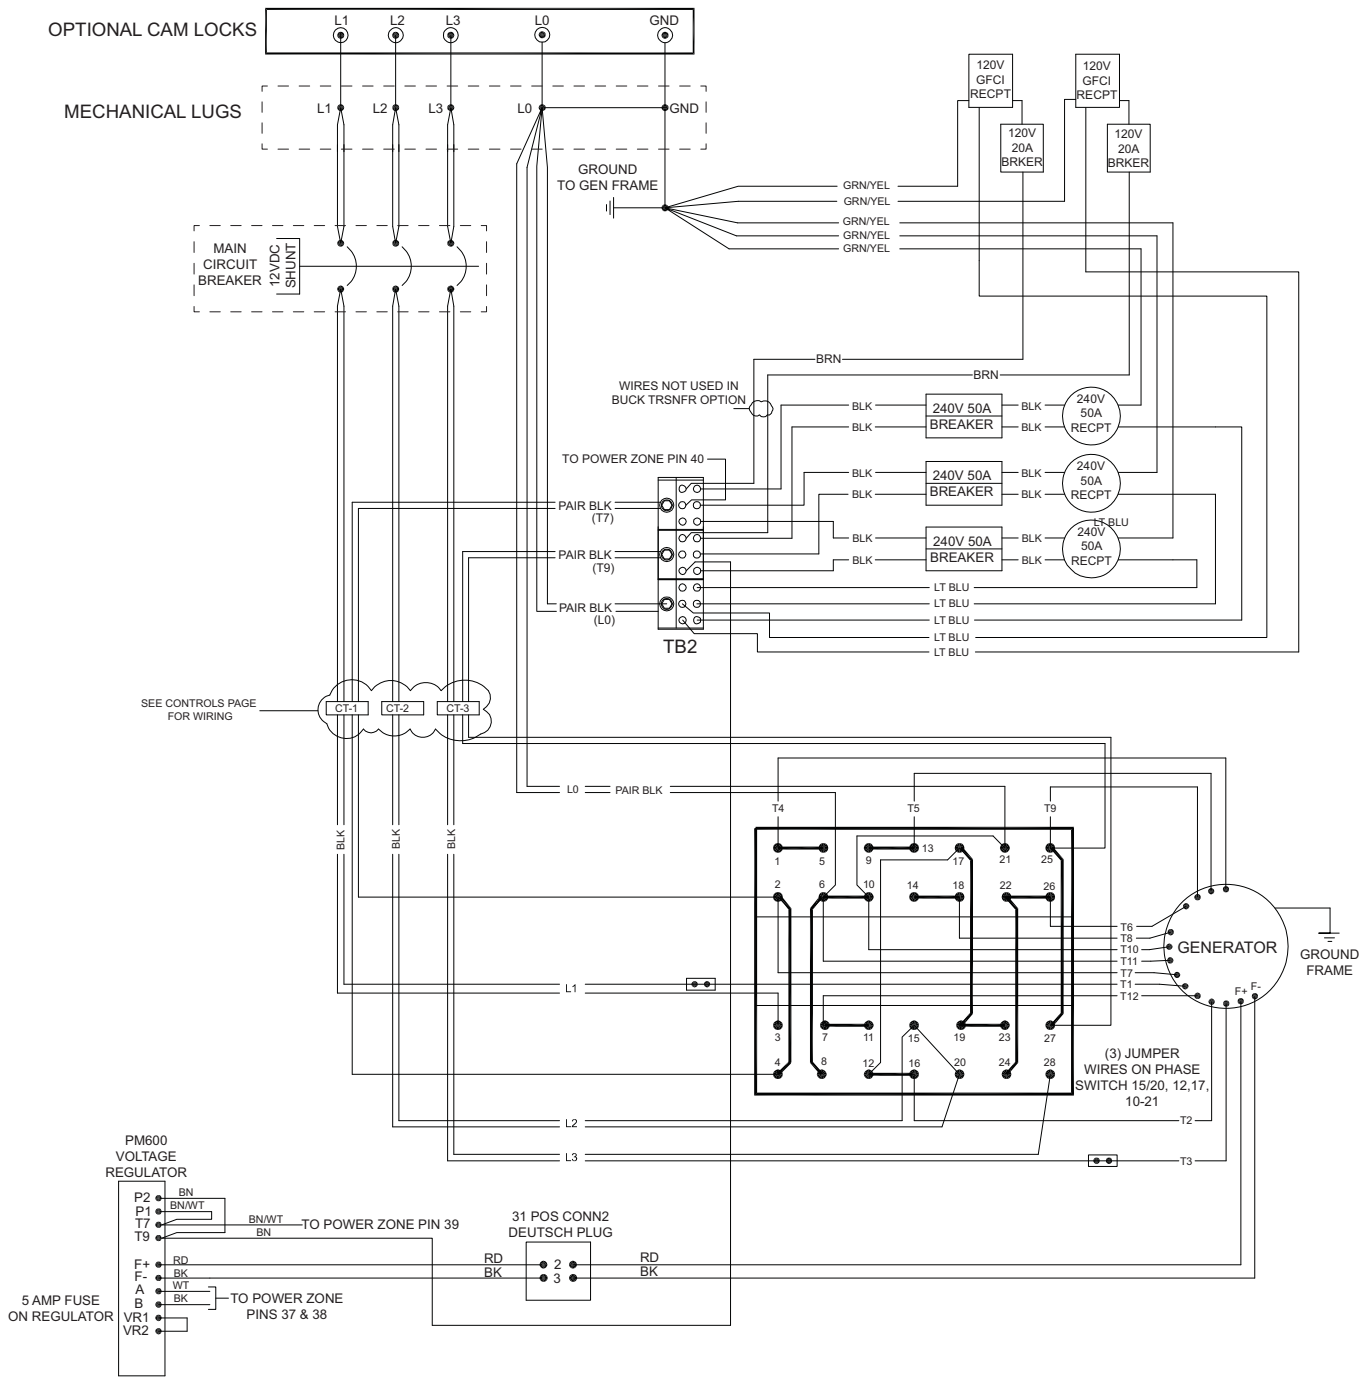 OPTIONAL CAM LOCKS
L1 L2 L3 L0 GND
MECHANICAL LUGS
L1 L2 L3 L0 GND
120V
GFCI
RECPT
120V
GFCI
RECPT
120V
20A
BRKER
120V
20A
BRKER
GROUND
TO GEN FRAME
GRN/YEL
GRN/YEL
GRN/YEL
GRN/YEL
GRN/YEL
MAIN
CIRCUIT
BREAKER
12VDC
SHUNT
BRN
BRN
WIRES NOT USED IN
BUCK TRSNFR OPTION
BLK 240V 50A BLK
BLK BREAKER BLK
240V
50A
RECPT
TO POWER ZONE PIN 40
BLK 240V 50A BLK
BLK BREAKER BLK
240V
50A
RECPT
PAIR BLK
(T7)
LT BLU
BLK 240V 50A BLK
BLK BREAKER BLK
240V
50A
RECPT
PAIR BLK
(T9)
LT BLU
LT BLU
LT BLU
LT BLU
LT BLU
PAIR BLK
(L0)
TB2
SEE CONTROLS PAGE
FOR WIRING
CT-1 CT-2 CT-3
L0 PAIR BLK
T4 T5 T9
BLK BLK BLK
1 5 9 13 17 21 25
2 6 10 14 18 22 26
T6
T8
T10
T11
T7
T1
T12
GENERATOR
F+ F-
GROUND
FRAME
L1
3 7 11 15 19 23 27
4 8 12 16 20 24 28
(3) JUMPER
WIRES ON PHASE
SWITCH 15/20, 12,17,
10-21
L2 T2
L3 T3
PM600
VOLTAGE
REGULATOR
P2 BN
P1 BN/WT
T7 BN/WT TO POWER ZONE PIN 39
T9 BN
31 POS CONN2
DEUTSCH PLUG
F+ RD RD 2 RD
F- BK BK 3 BK
A WT
B BK
TO POWER ZONE
PINS 37 & 38
VR1
VR2
5 AMP FUSE
ON REGULATOR